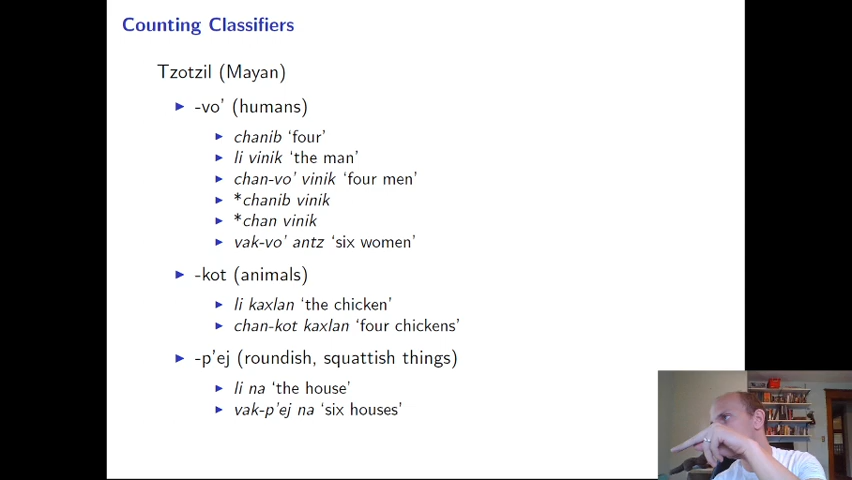 Counting Classifiers
Tzotzil (Mayan)
-vo’ (humans)
chanib ‘four’
li vinik ‘the man’
chan-vo’ vinik ‘four men’
*chanib vinik
*chan vinik
vak-vo’ antz ‘six women’
-kot (animals)
li kaxlan ‘the chicken’
chan-kot kaxlan ‘four chickens’
-p’ej (roundish, squattish things)
li na ‘the house’
vak-p’ej na ‘six houses’